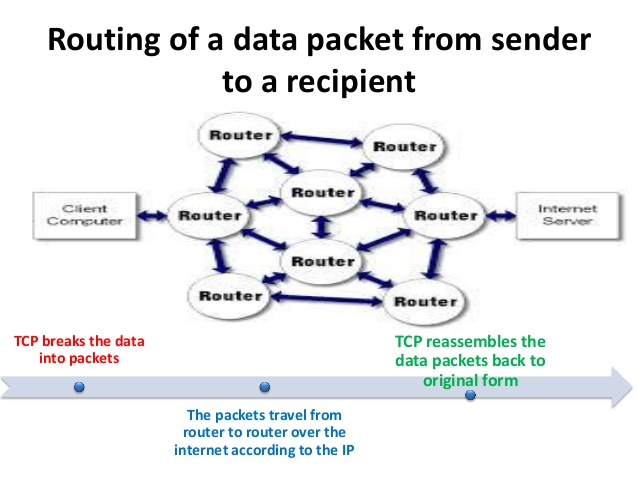 Routing of a data packet from sender
to a recipient
Router
Router
Router
Client
Computer
Router
Router
Internet
Server
Router
Router
Router
TCP breaks the data
into packets
TCP reassembles the
data packets back to
original form
The packets travel from
router to router over the
internet according to the IP